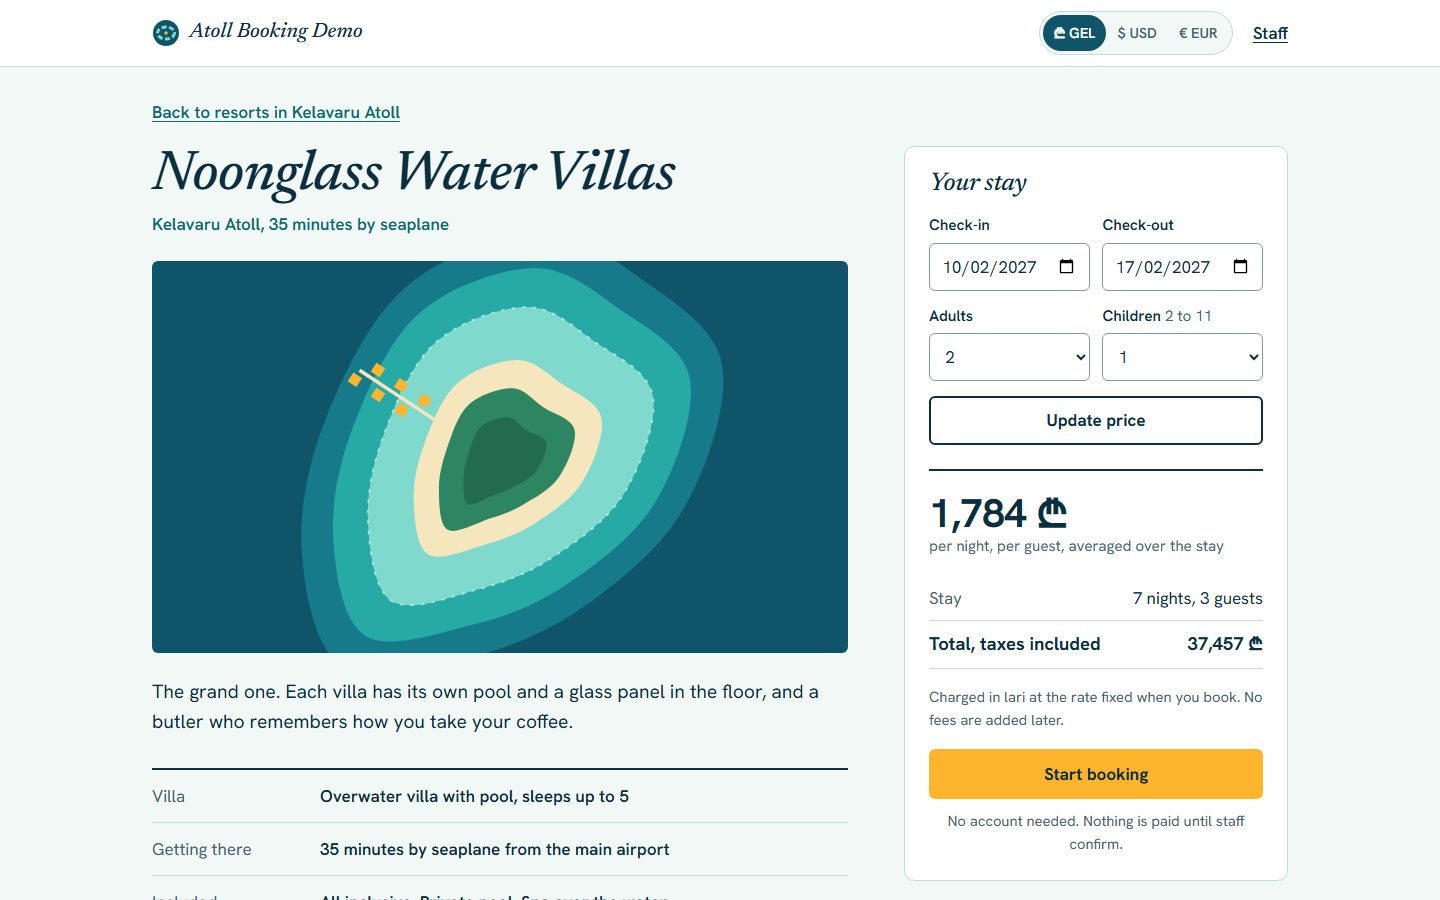 Atoll Booking Demo
₾ GEL
$ USD
€ EUR
Staff
Back to resorts in Kelavaru Atoll
Noonglass Water Villas
Kelavaru Atoll, 35 minutes by seaplane
The grand one. Each villa has its own pool and a glass panel in the floor, and a
butler who remembers how you take your coffee.
Villa
Overwater villa with pool, sleeps up to 5
Getting there
35 minutes by seaplane from the main airport
Your stay
Check-in
Check-out
10/02/2027
17/02/2027
Adults
Children 2 to 11
2
1
Update price
1,784 ₾
per night, per guest, averaged over the stay
Stay
7 nights, 3 guests
Total, taxes included
37,457 ₾
Charged in lari at the rate fixed when you book. No
fees are added later.
Start booking
No account needed. Nothing is paid until staff
confirm.